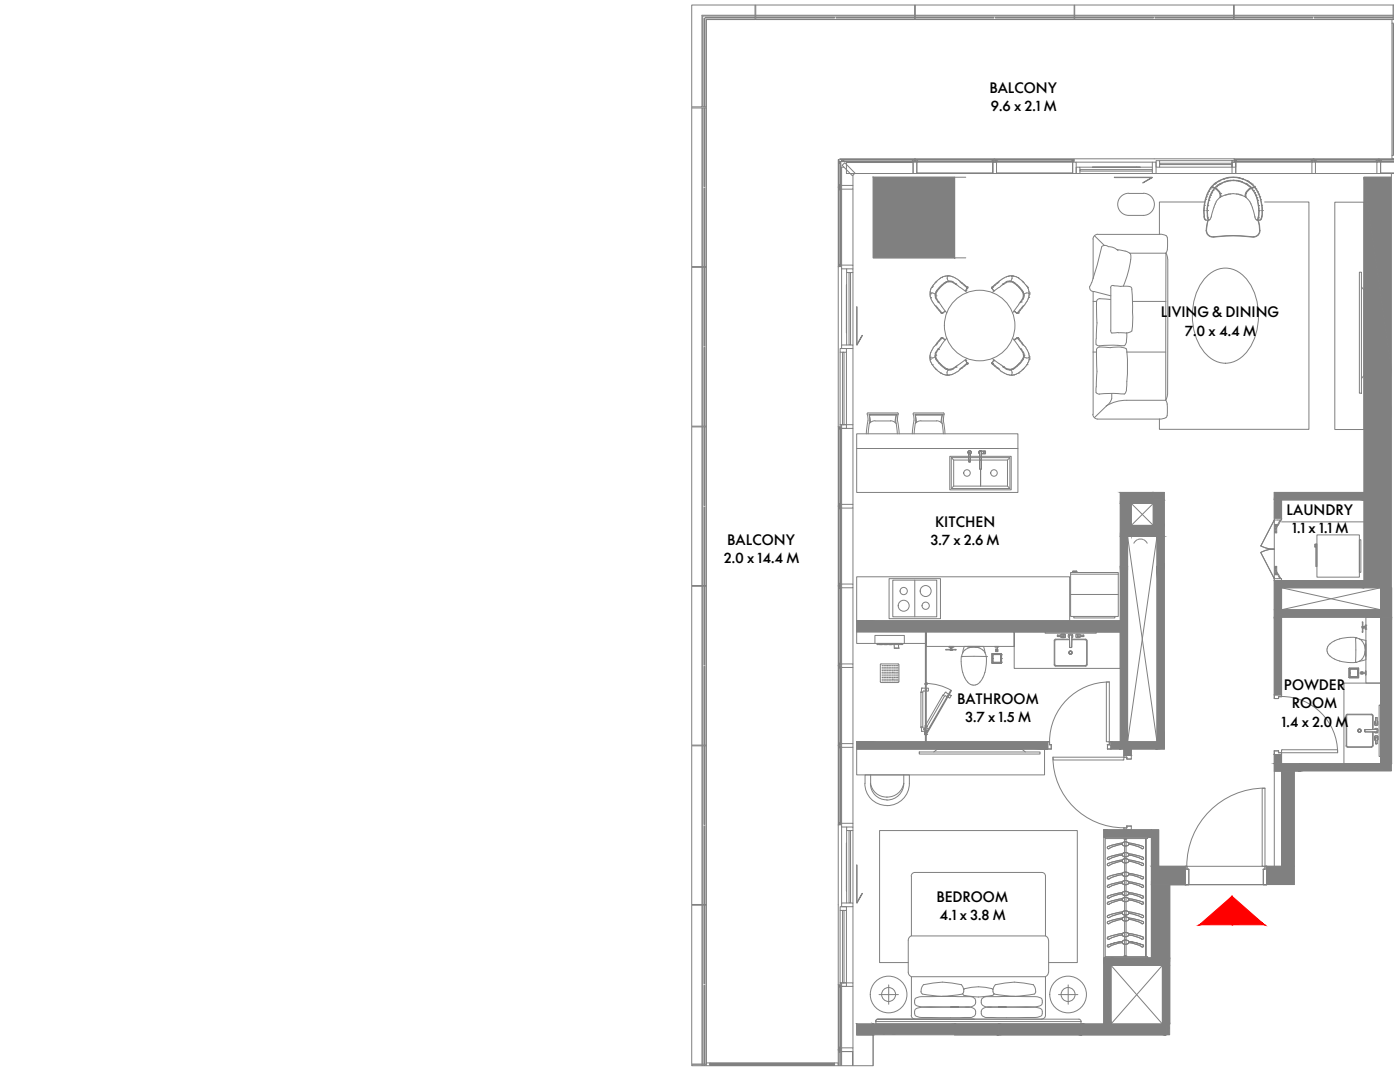 BALCONY
9.6 x 2.1 M
LIVING & DINING
7.0 x 4.4 M
LAUNDRY
1.1 x 1.1 M
KITCHEN
3.7 x 2.6 M
BALCONY
2.0 x 14.4 M
POWDER
ROOM
1.4 x 2.0 M
BATHROOM
3.7 x 1.5 M
BEDROOM
4.1 x 3.8 M